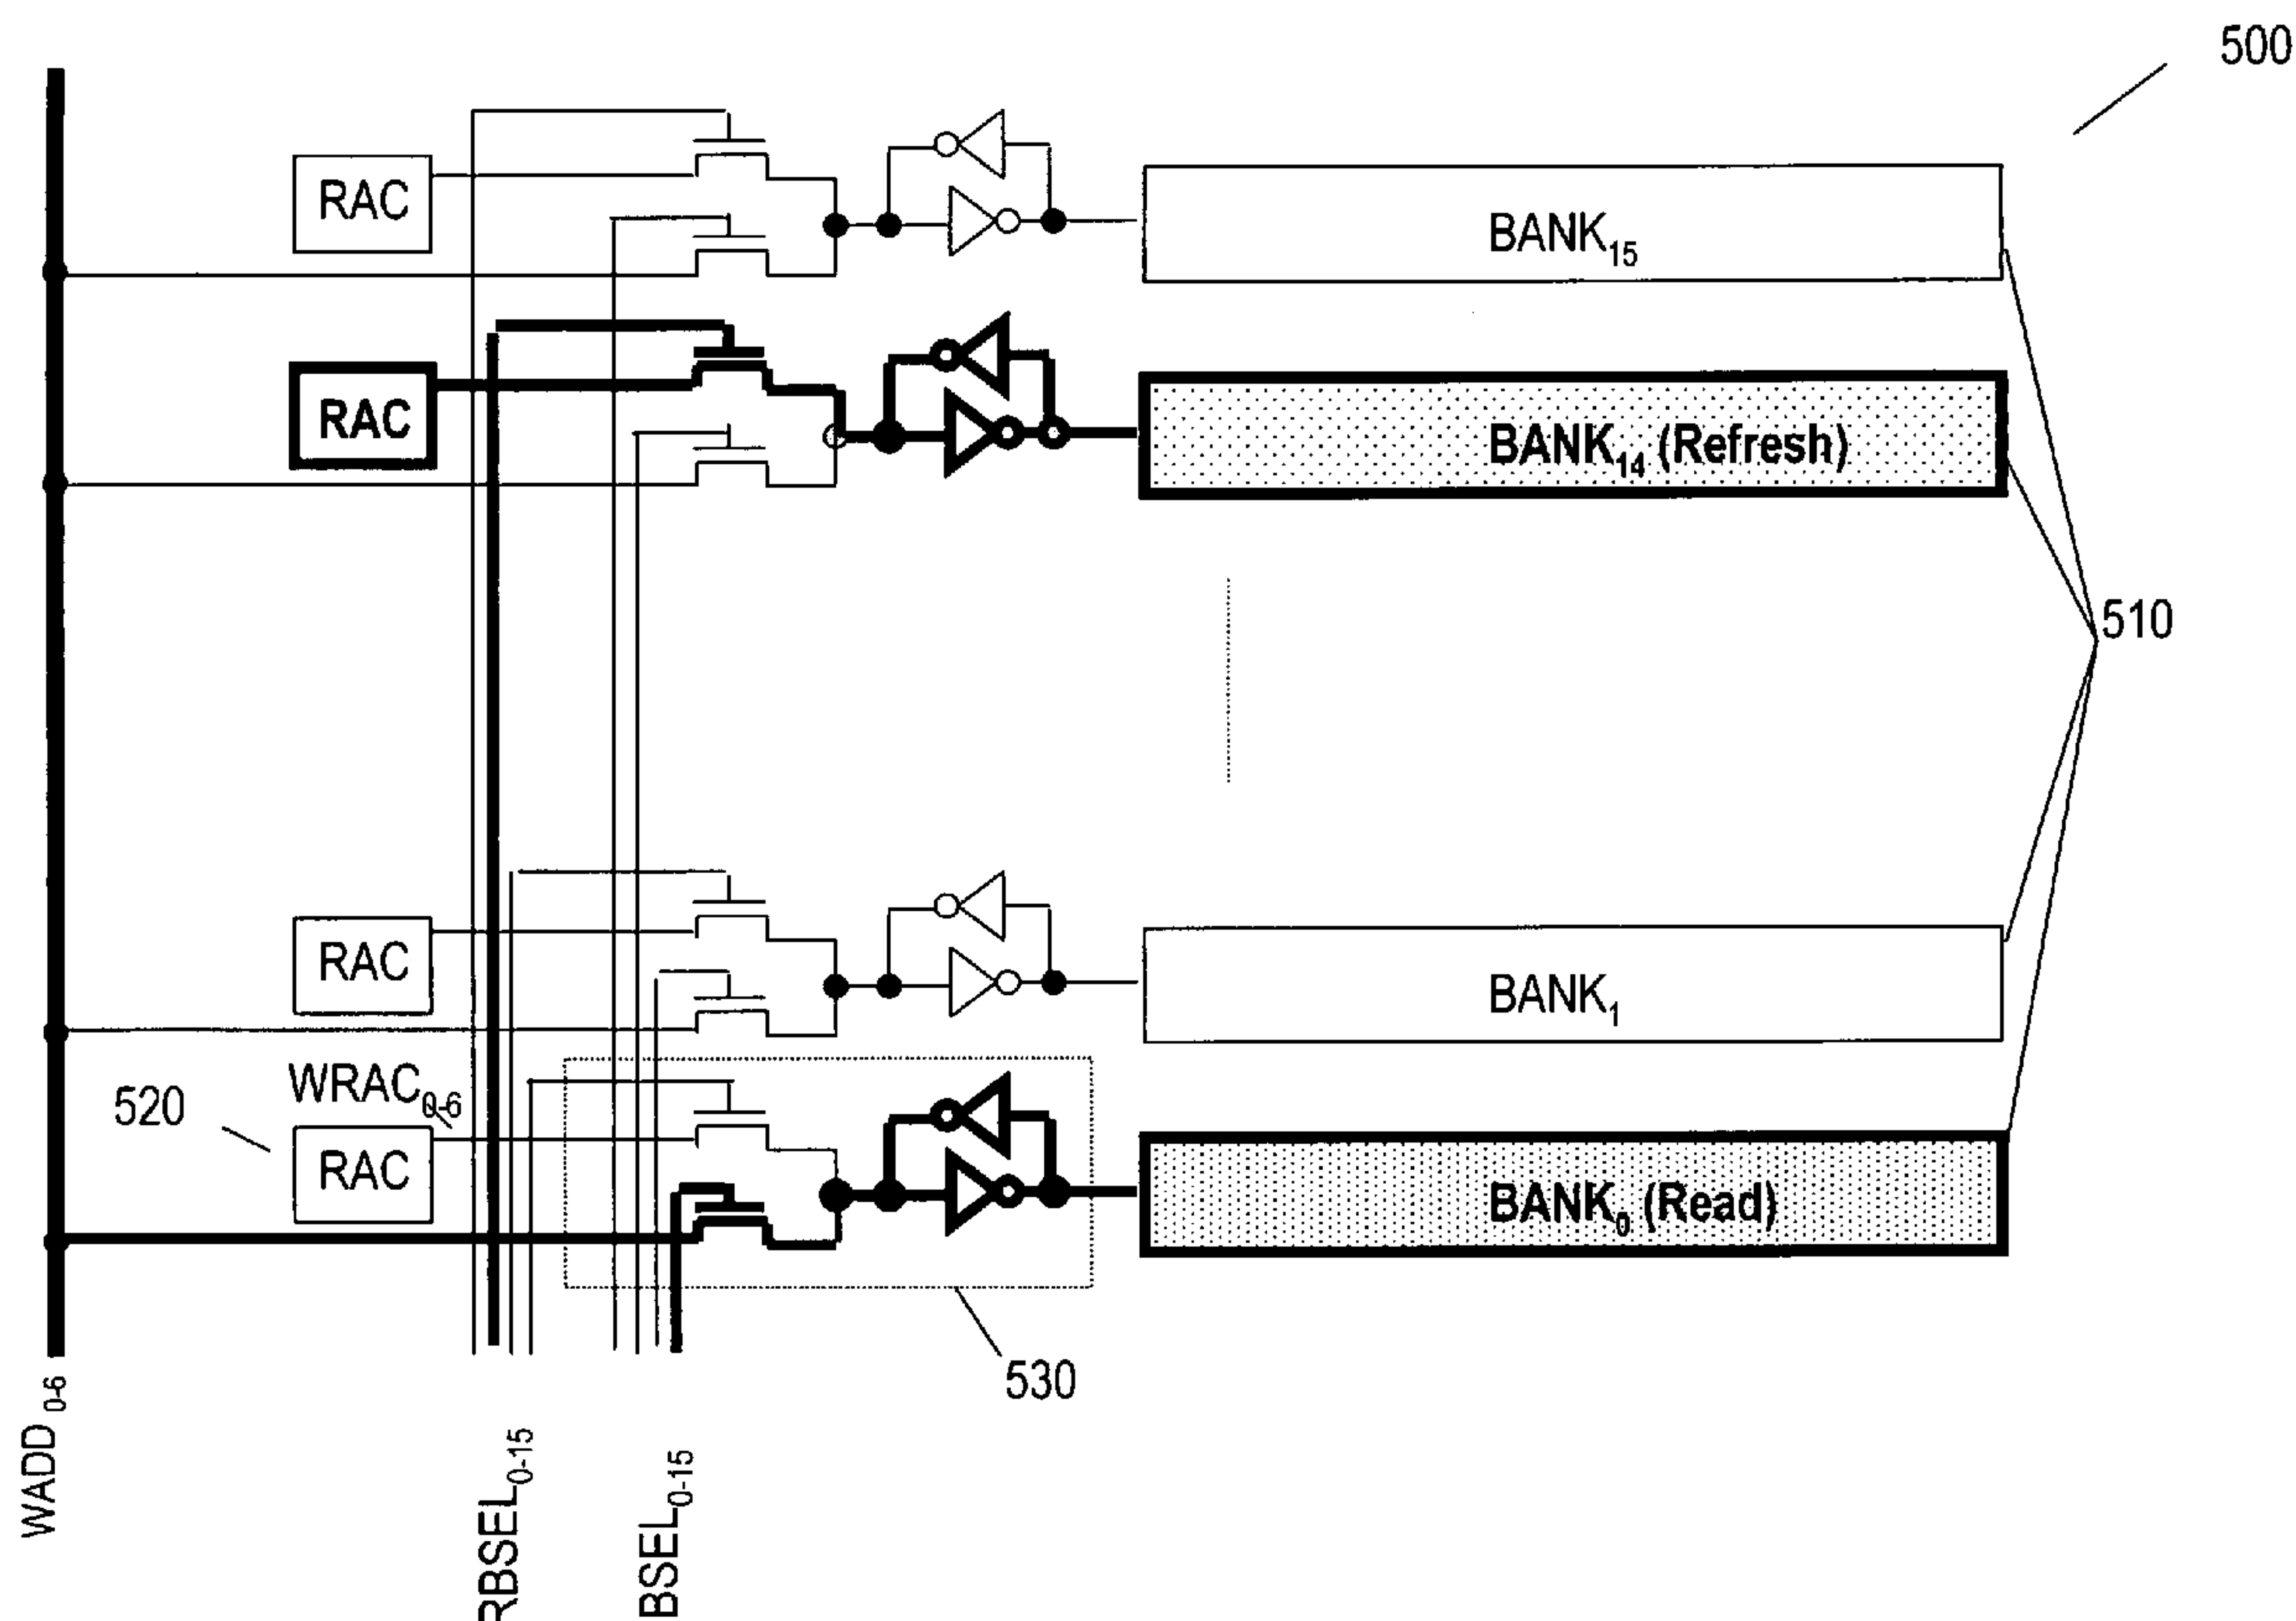 500
RAC
BANK15
RAC
BANK14 (Refresh)
510
RAC
BANK1
WRAC0-6
520
RAC
BANK0 (Read)
530
WADD 0-6
RBSEL0-15
BSEL0-15